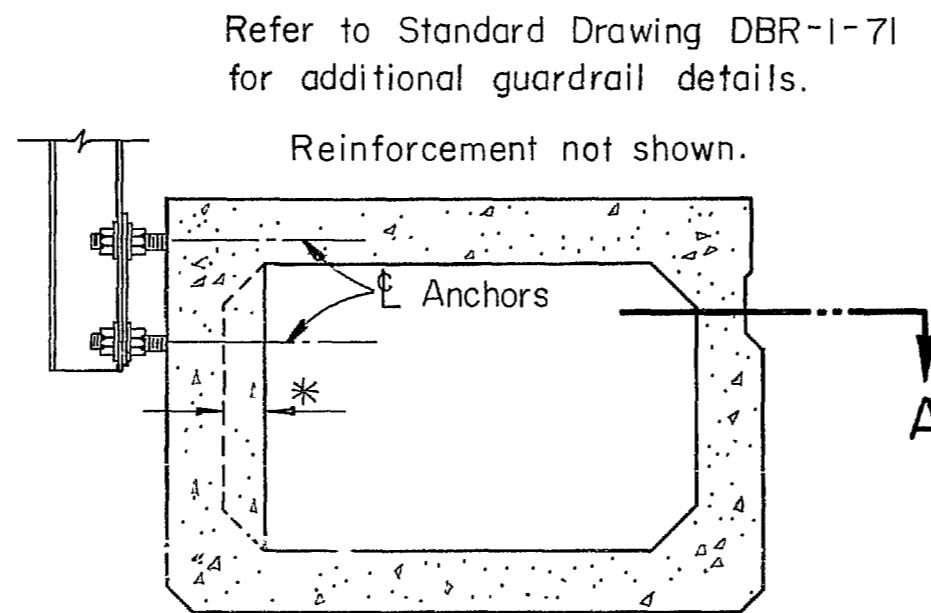 Refer to Standard Drawing DBR-1-71
for additional guardrail details.
Reinforcement not shown.
℄ Anchors
*
A